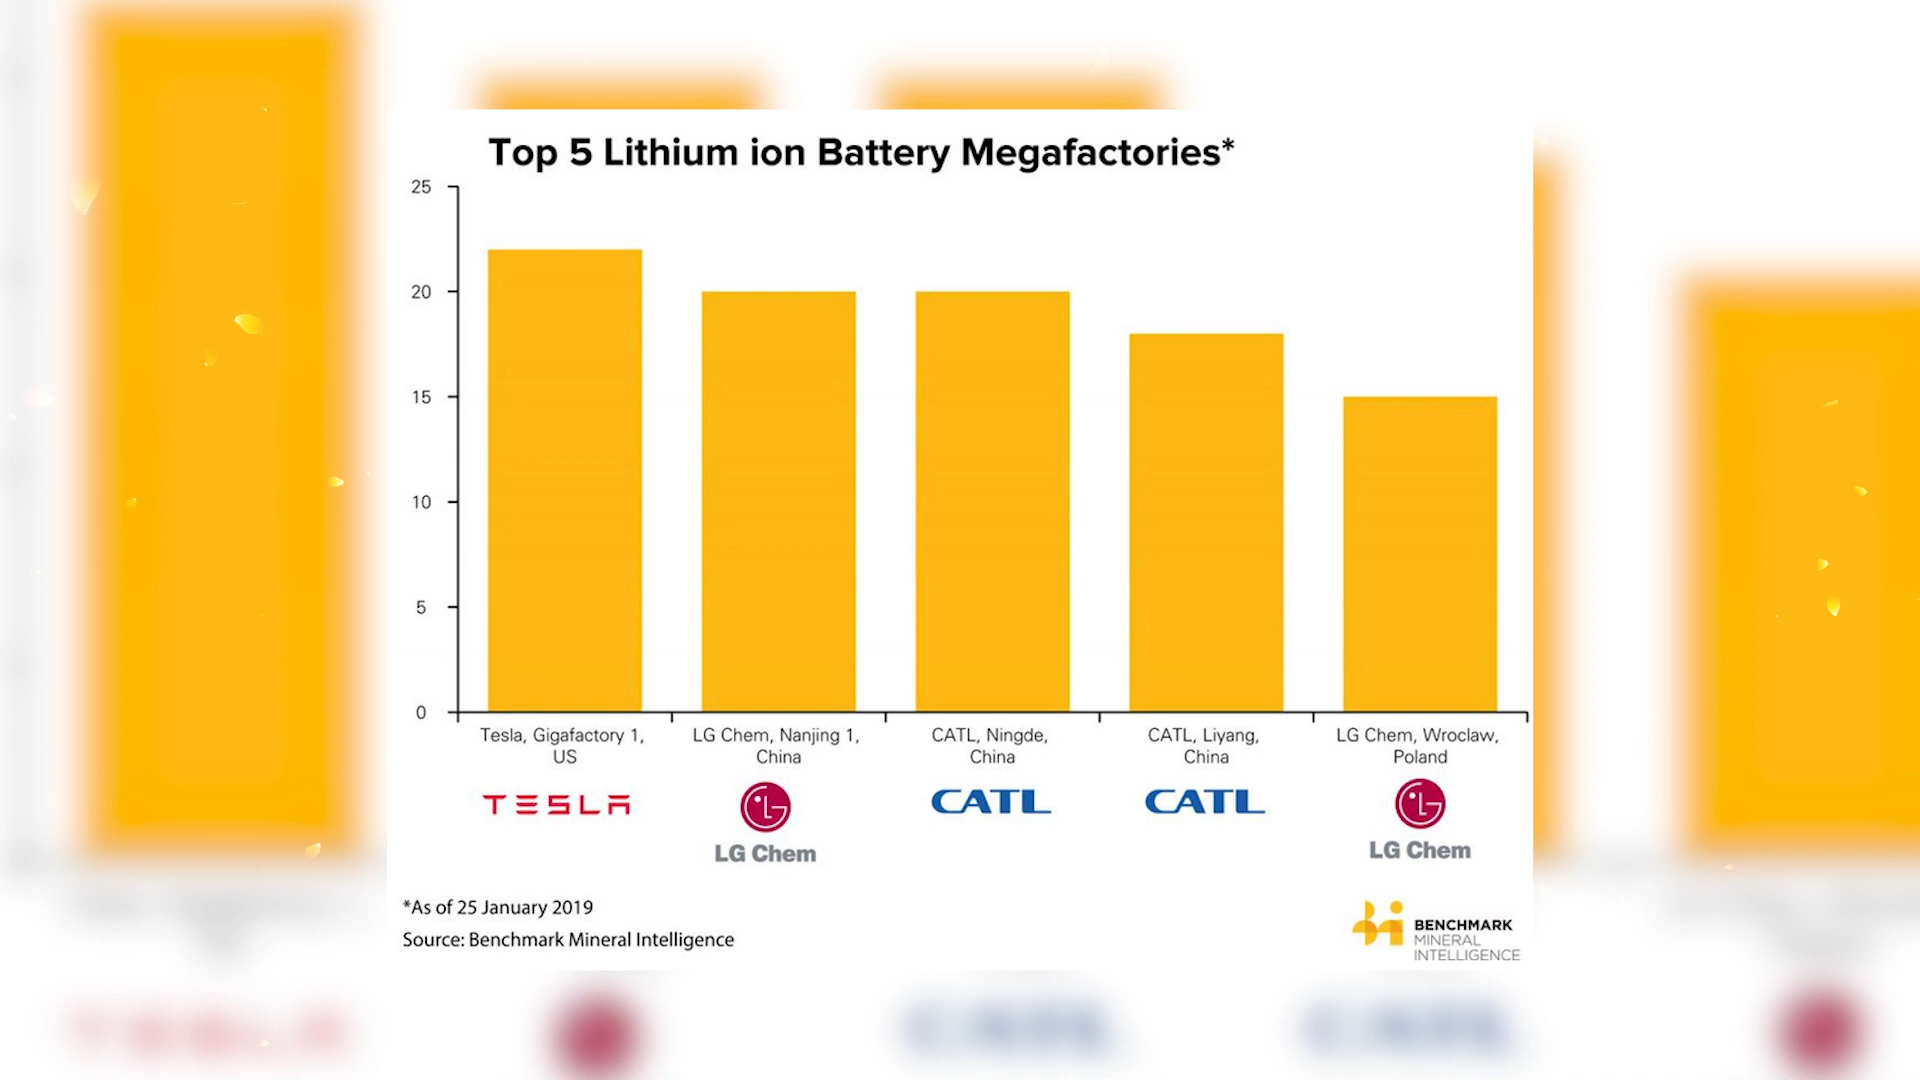 Top 5 Lithium ion Battery Megafactories*
25
20
15
10
5
0
Tesla, Gigafactory 1,
US
LG Chem, Nanjing 1,
China
CATL, Ningde,
China
CATL, Liyang,
China
LG Chem, Wroclaw,
Poland
TESLA
LG
LG Chem
CATL
CATL
LG
LG Chem
*As of 25 January 2019
Source: Benchmark Mineral Intelligence
BENCHMARK
MINERAL
INTELLIGENCE